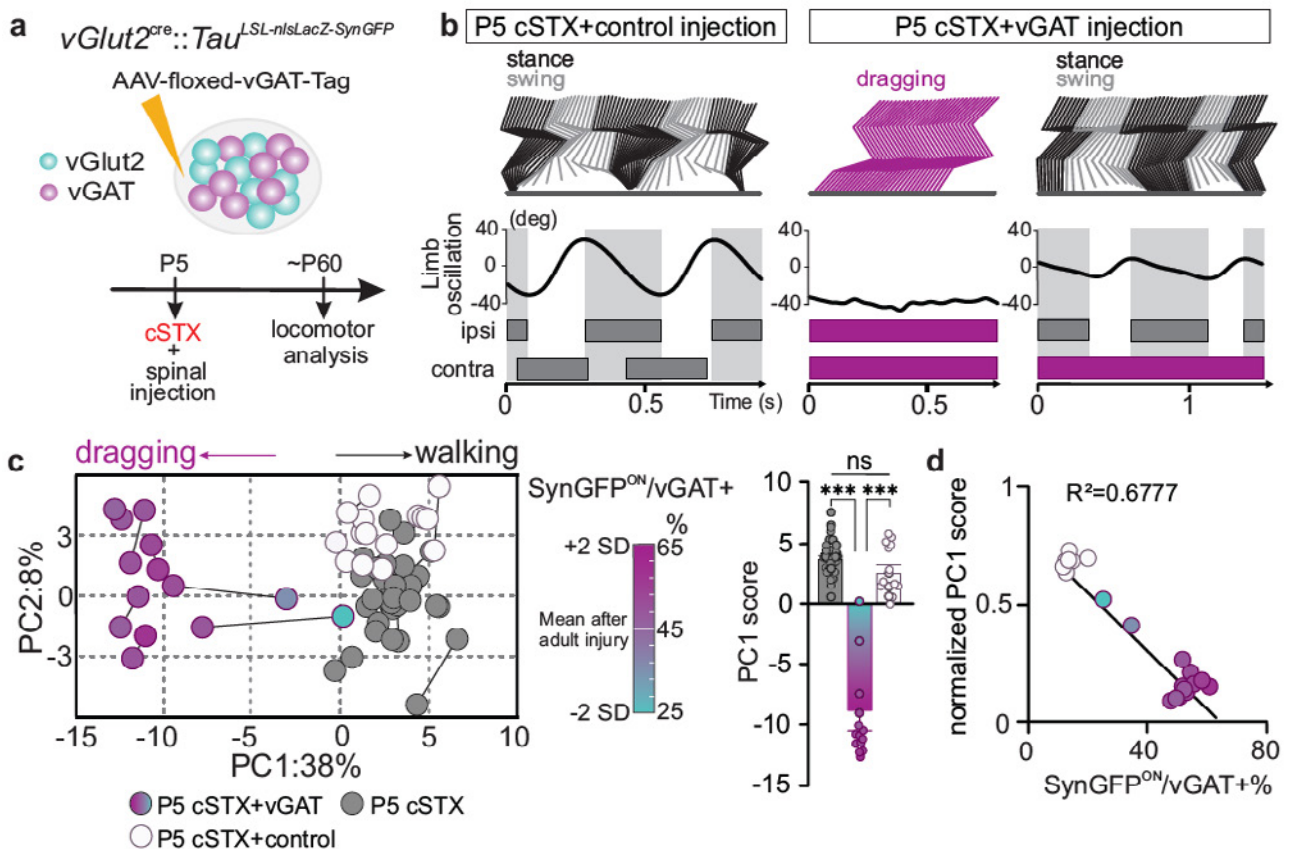 a
vGlut2cre::TauLSL-nlsLacZ-SynGFP
AAV-floxed-vGAT-Tag
vGlut2
vGAT
P5
~P60
cSTX
+
spinal
injection
locomotor
analysis
b
P5 cSTX+control injection
P5 cSTX+vGAT injection
stance
swing
dragging
stance
swing
(deg)
Limb
oscillation
40
0
-40
40
0
-40
40
0
-40
ipsi
contra
0
0.5
Time (s)
0
0.5
0
1
c
dragging
walking
PC2:8%
3
0
-3
-15
-10
-5
0
5
10
PC1:38%
P5 cSTX+vGAT
P5 cSTX
P5 cSTX+control
SynGFPON/vGAT+
%
+2 SD
65
Mean after
adult injury
45
-2 SD
25
ns
*** ***
PC1 score
10
5
0
-5
-10
-15
d
R²=0.6777
normalized PC1 score
1
0.5
0
0
40
80
SynGFPON/vGAT+%